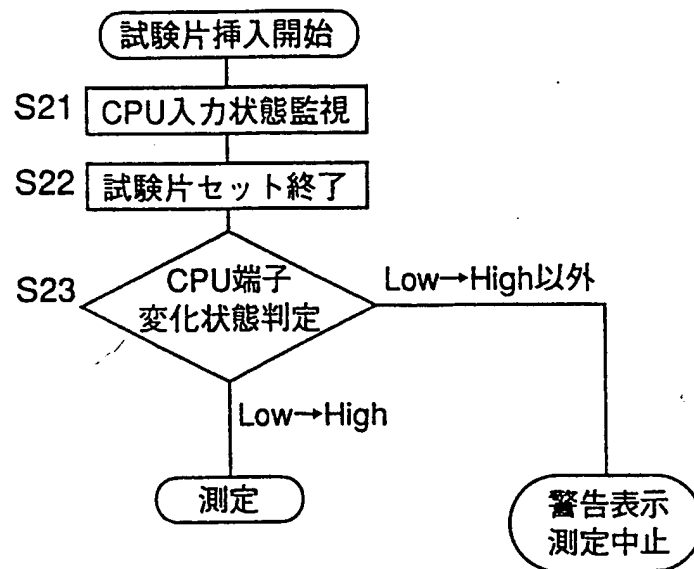 試験片挿入開始
S21 CPU入力状態監視
S22 試験片セット終了
S23 CPU端子
変化状態判定
Low→High以外
Low→High
測定
警告表示
測定中止